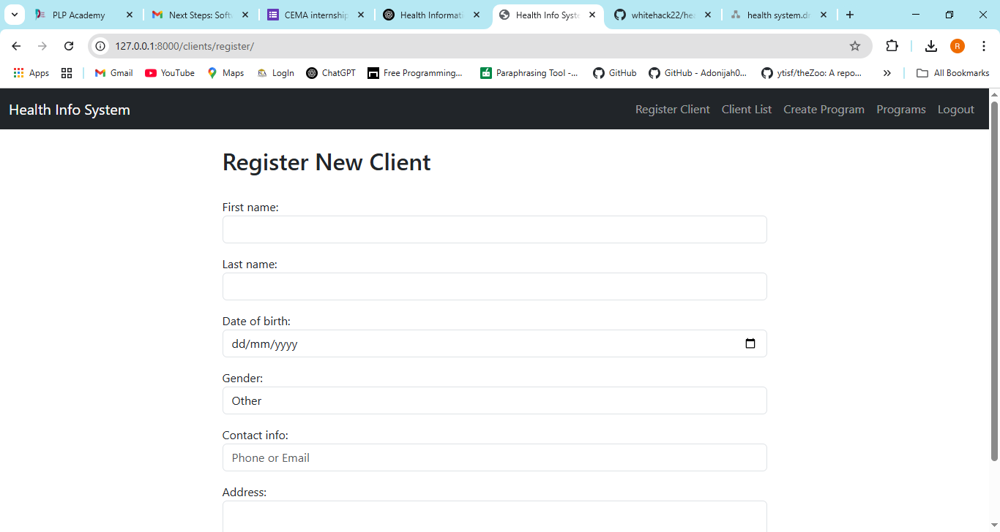 PLP Academy Next Steps: Soft CEMA internship Health Informati Health Info Syste whitehack22/hea health system.dr
127.0.0.1:8000/clients/register/ R
Apps Gmail YouTube Maps LogIn ChatGPT Free Programming... Paraphrasing Tool -... GitHub GitHub - Adonijah0... ytisf/theZoo: A repo... » All Bookmarks
Health Info System Register Client Client List Create Program Programs Logout
Register New Client
First name:
Last name:
Date of birth:
dd/mm/yyyy
Gender:
Other
Contact info:
Phone or Email
Address: